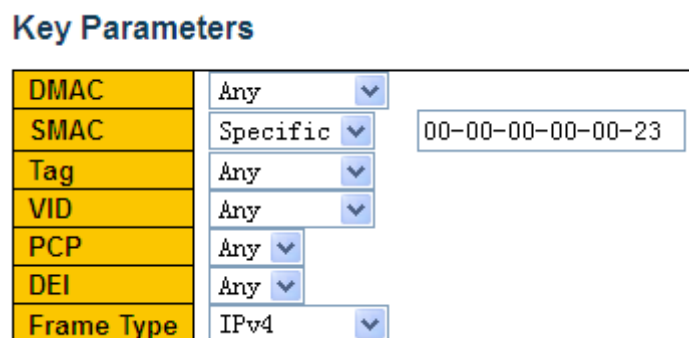 Key Parameters
DMAC Any
SMAC Specific 00-00-00-00-00-23
Tag Any
VID Any
PCP Any
DEI Any
Frame Type IPv4